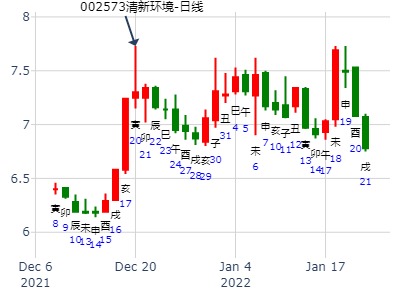 002573清新环境-日线
8
7.5
7
6.5
6
寅
8
卯
9
辰
10
未
13
申
14
酉
15
戌
16
亥
17
寅
20
卯
21
辰
22
巳
23
午
24
酉
27
戌
28
亥
29
子
30
丑
31
巳
4
午
5
未
6
申
7
亥
10
子
11
丑
12
寅
13
卯
14
午
17
未
18
申
19
酉
20
戌
21
Dec 6
2021
Dec 20
Jan 4
2022
Jan 17